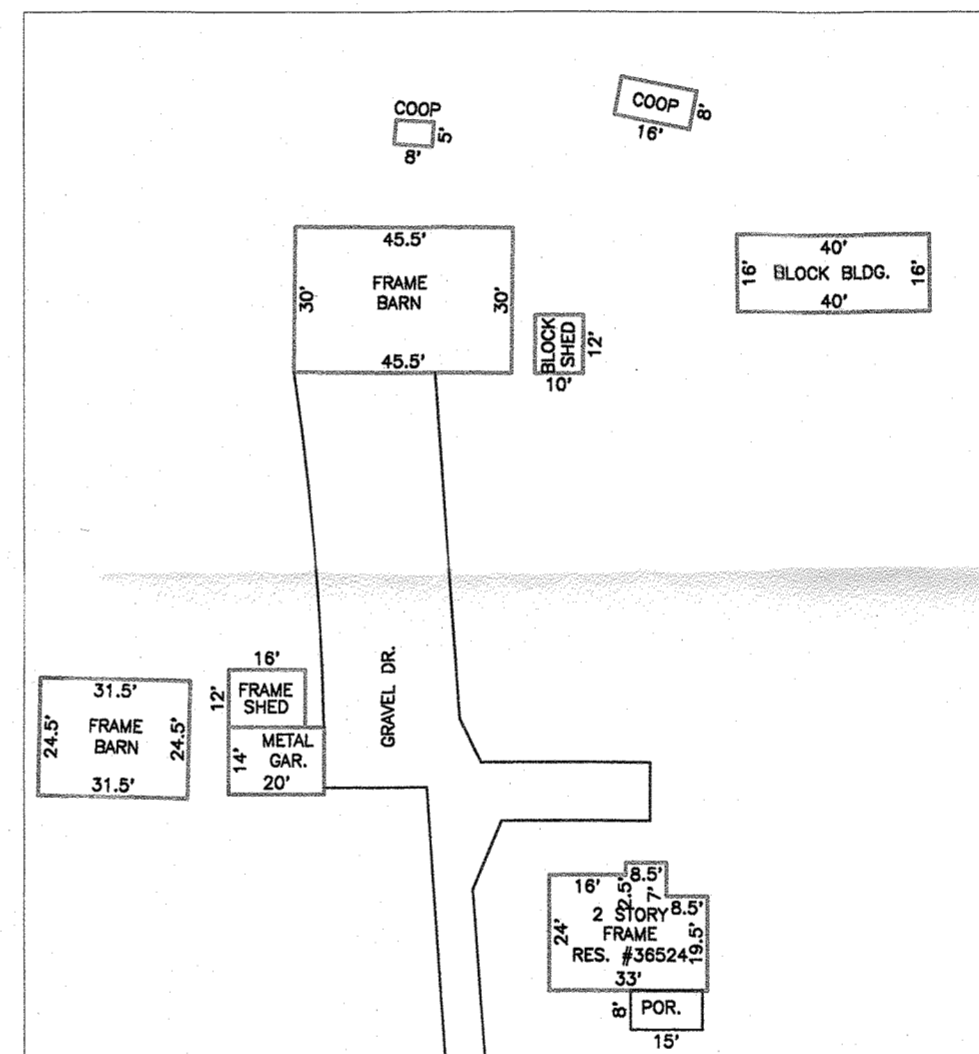 COOP
5'
8'
COOP
8'
16'
45.5'
FRAME
BARN
30'
30'
45.5'
BLOCK
SHED
12'
10'
40'
16'
BLOCK BLDG.
16'
40'
GRAVEL DR.
31.5'
24.5'
FRAME
BARN
24.5'
31.5'
16'
12'
FRAME
SHED
14'
METAL
GAR.
20'
16'
2.5'
8.5'
7'
8.5'
24'
2 STORY
FRAME
RES. #36524
19.5'
33'
8'
POR.
15'